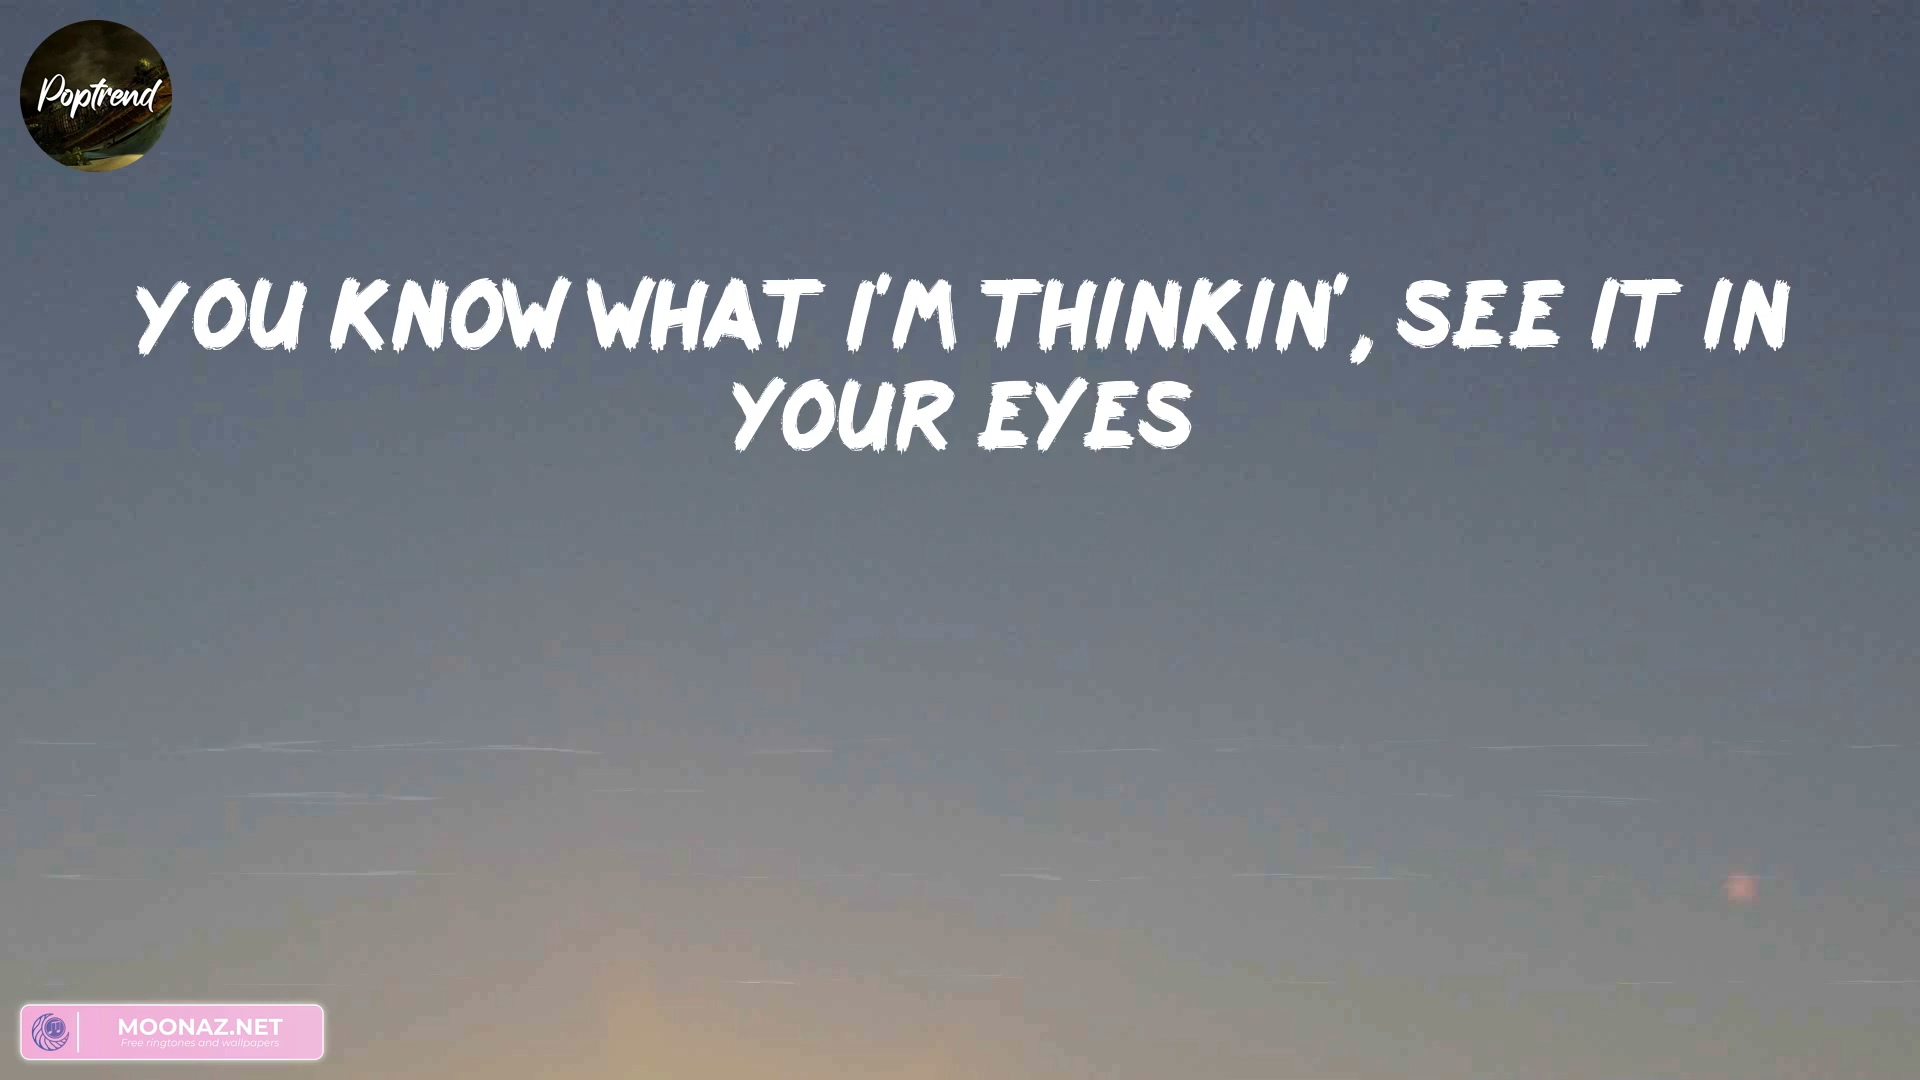 Poptrend
YOU KNOW WHAT I'M THINKIN', SEE IT IN
YOUR EYES
MOONAZ.NET
Free ringtones and wallpapers